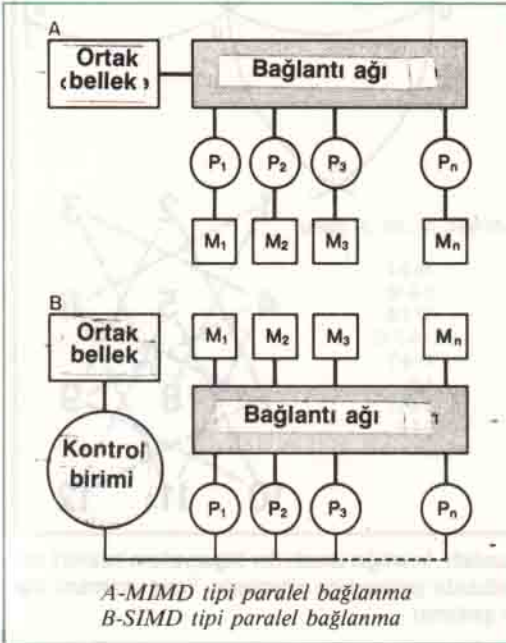 A
Ortak
bellek
Bağlantı ağı
P₁ P₂ P₃ Pₙ
M₁ M₂ M₃ Mₙ
B
Ortak
bellek
M₁ M₂ M₃ Mₙ
Bağlantı ağı
Kontrol
birimi
P₁ P₂ P₃ Pₙ
A-MIMD tipi paralel bağlanma
B-SIMD tipi paralel bağlanma